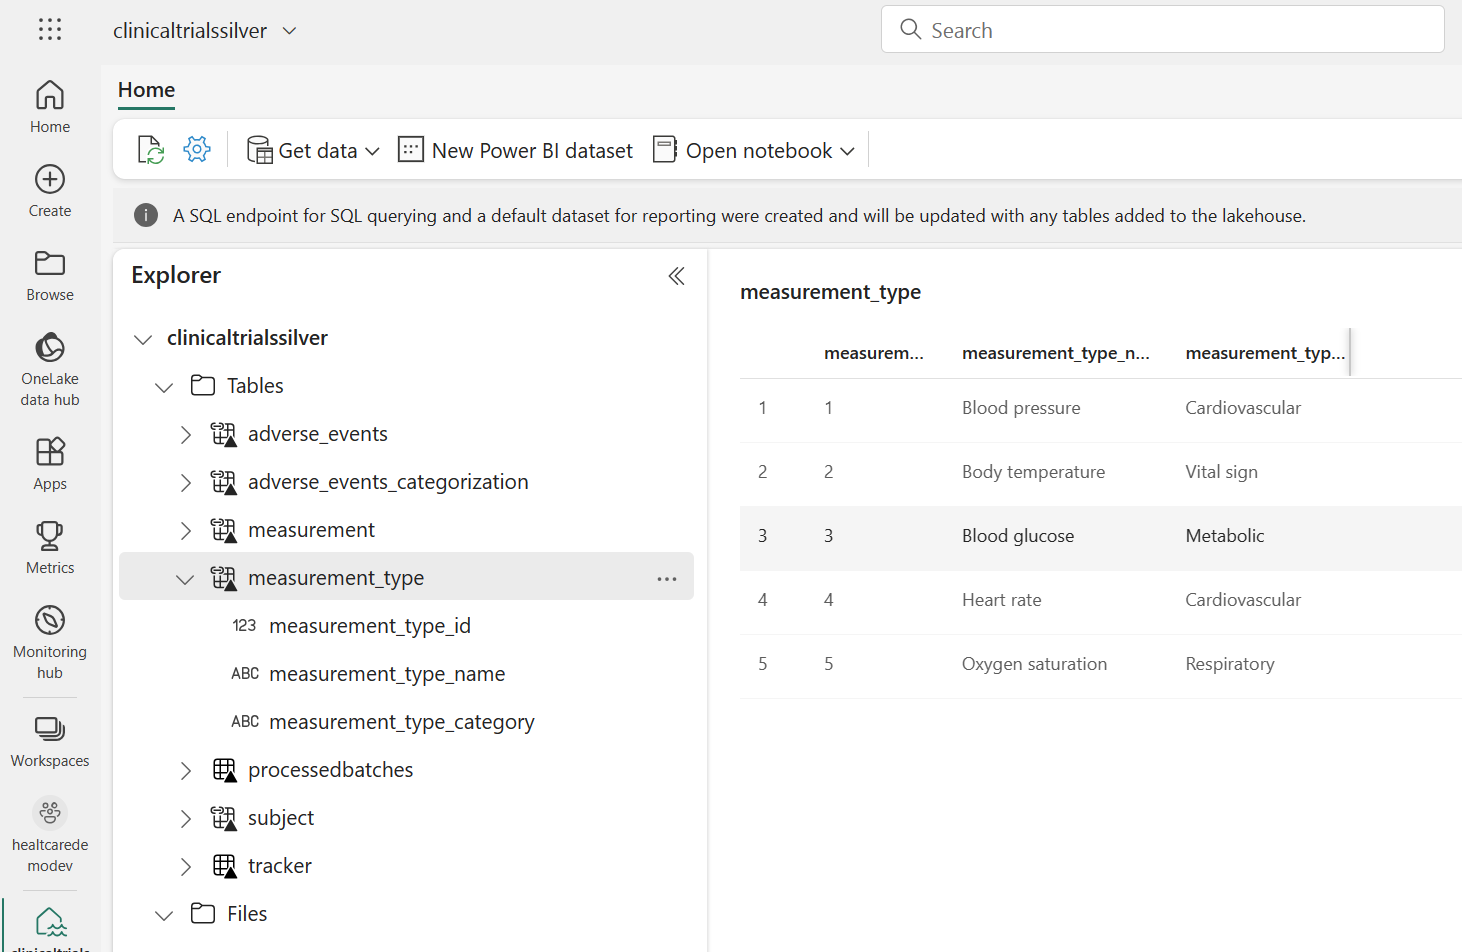 clinicaltrialssilver
Search
Home
Create
Browse
OneLake
data hub
Apps
Metrics
Monitoring
hub
Workspaces
healtcarede
modev
Home
Get data
New Power BI dataset
Open notebook
A SQL endpoint for SQL querying and a default dataset for reporting were created and will be updated with any tables added to the lakehouse.
Explorer
clinicaltrialssilver
Tables
adverse_events
adverse_events_categorization
measurement
measurement_type
123 measurement_type_id
ABC measurement_type_name
ABC measurement_type_category
processedbatches
subject
tracker
Files
measurement_type
measurem... measurement_type_n... measurement_typ...
1 1 Blood pressure Cardiovascular
2 2 Body temperature Vital sign
3 3 Blood glucose Metabolic
4 4 Heart rate Cardiovascular
5 5 Oxygen saturation Respiratory